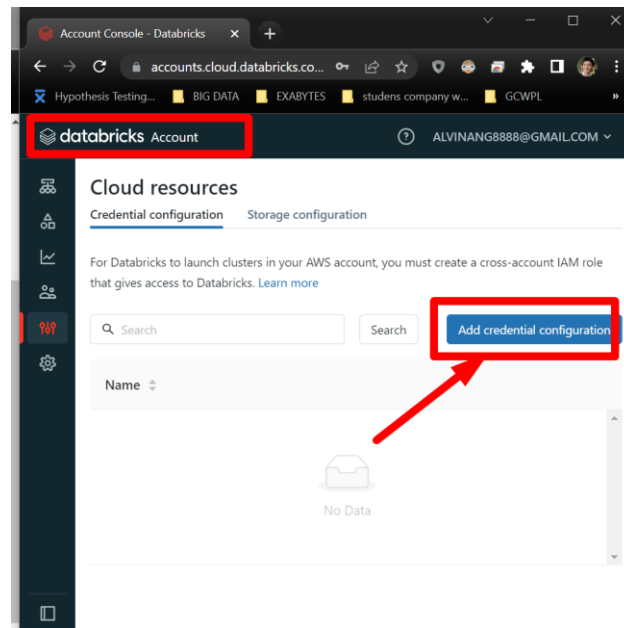 Account Console - Databricks
accounts.cloud.databricks.co...
Hypothesis Testing... BIG DATA EXABYTES studens company w... GCWPL »
databricks Account ? ALVINANG8888@GMAIL.COM
Cloud resources
Credential configuration Storage configuration
For Databricks to launch clusters in your AWS account, you must create a cross-account IAM role
that gives access to Databricks. Learn more
Search Search Add credential configuration
Name
No Data